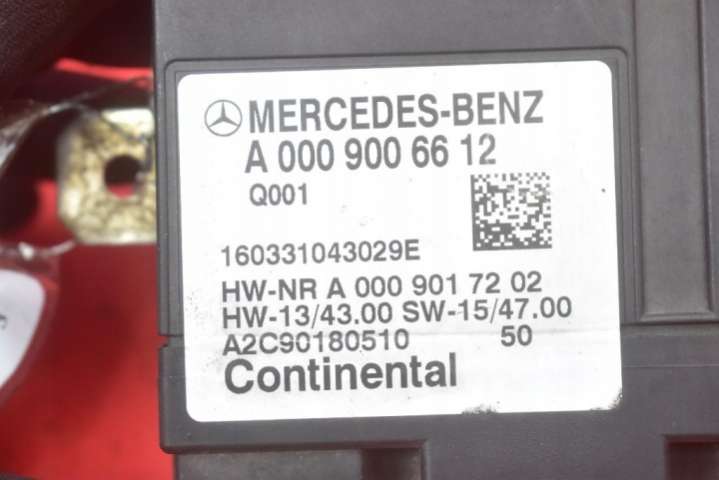 MERCEDES-BENZ
A 000 900 66 12
Q001
160331043029E
HW-NR A 000 901 72 02
HW-13/43.00 SW-15/47.00
A2C90180510 50
Continental